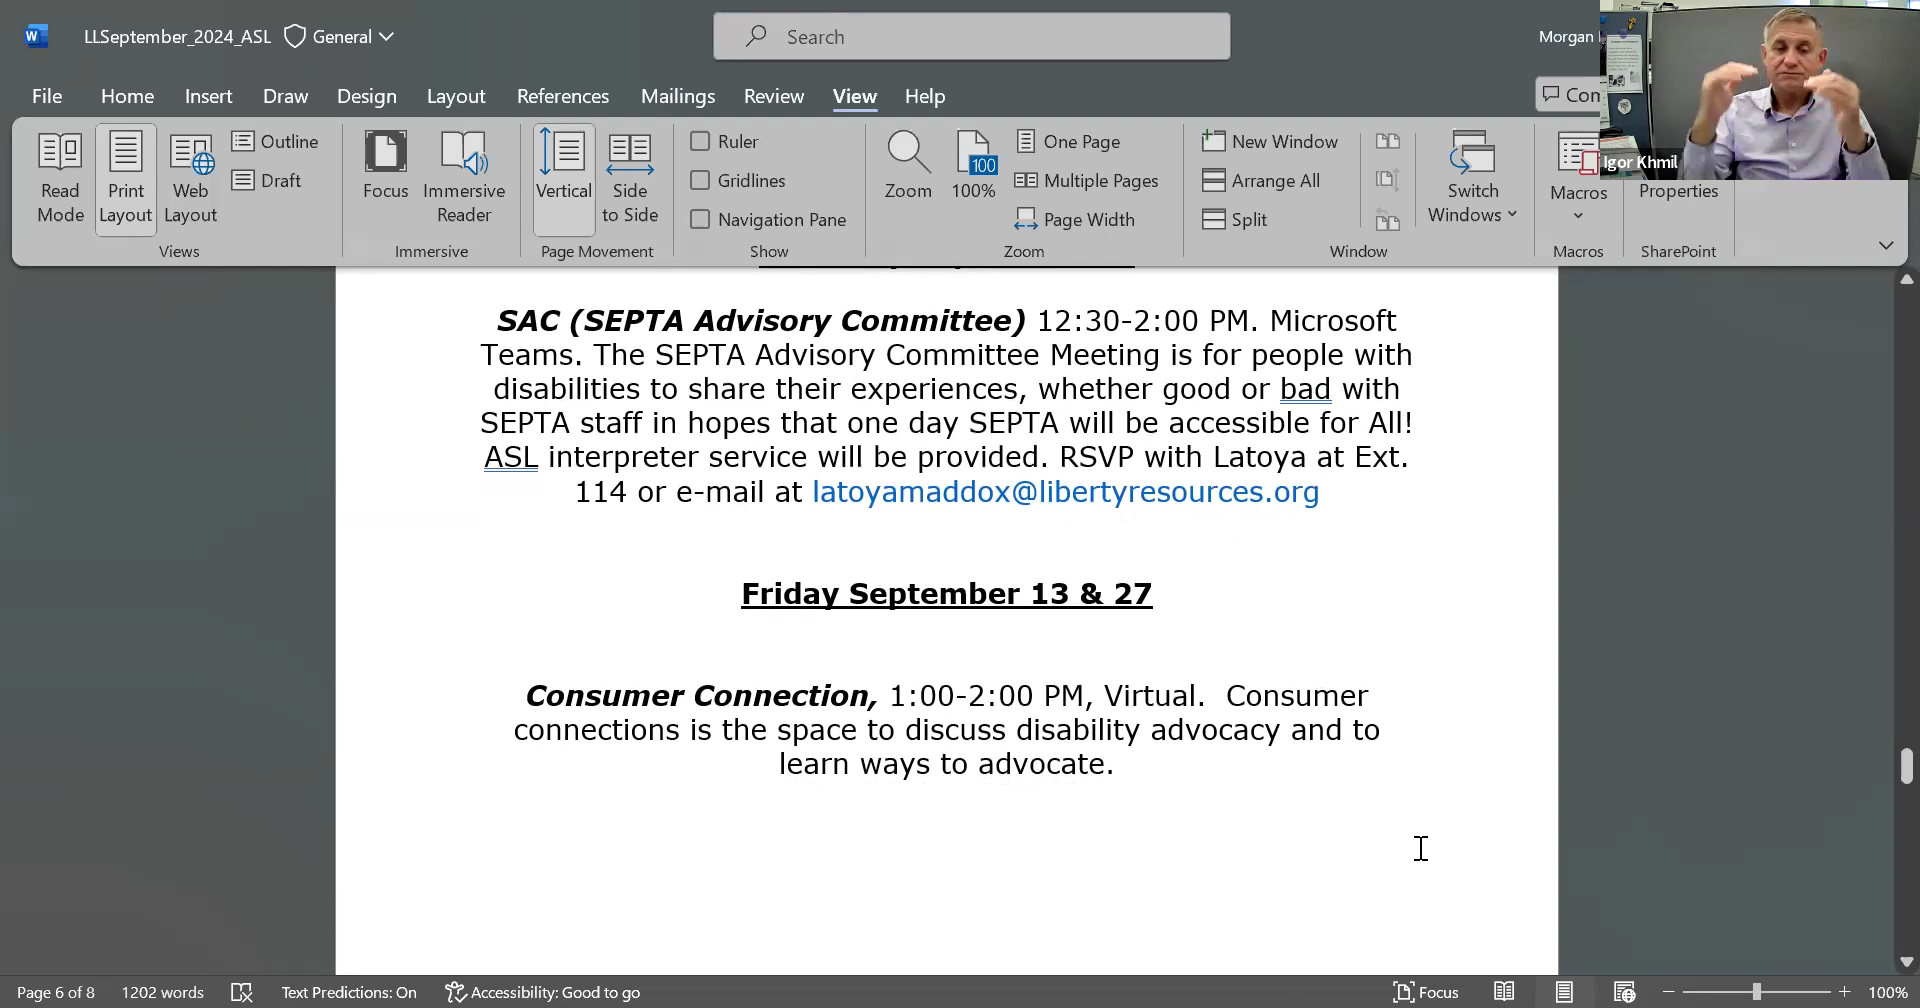 LLSeptember_2024_ASL General
Search
Morgan
File Home Insert Draw Design Layout References Mailings Review View Help
Read Mode
Print Layout
Web Layout
Outline
Draft
Views
Focus
Immersive Reader
Immersive
Vertical
Side to Side
Page Movement
Ruler
Gridlines
Navigation Pane
Show
Zoom
100
100%
One Page
Multiple Pages
Page Width
Zoom
New Window
Arrange All
Split
Switch Windows
Window
Macros
Macros
Properties
SharePoint
Igor Khmil
SAC (SEPTA Advisory Committee) 12:30-2:00 PM. Microsoft
Teams. The SEPTA Advisory Committee Meeting is for people with
disabilities to share their experiences, whether good or bad with
SEPTA staff in hopes that one day SEPTA will be accessible for All!
ASL interpreter service will be provided. RSVP with Latoya at Ext.
114 or e-mail at latoyamaddox@libertyresources.org
Friday September 13 & 27
Consumer Connection, 1:00-2:00 PM, Virtual.  Consumer
connections is the space to discuss disability advocacy and to
learn ways to advocate.
Page 6 of 8 1202 words Text Predictions: On Accessibility: Good to go Focus 100%